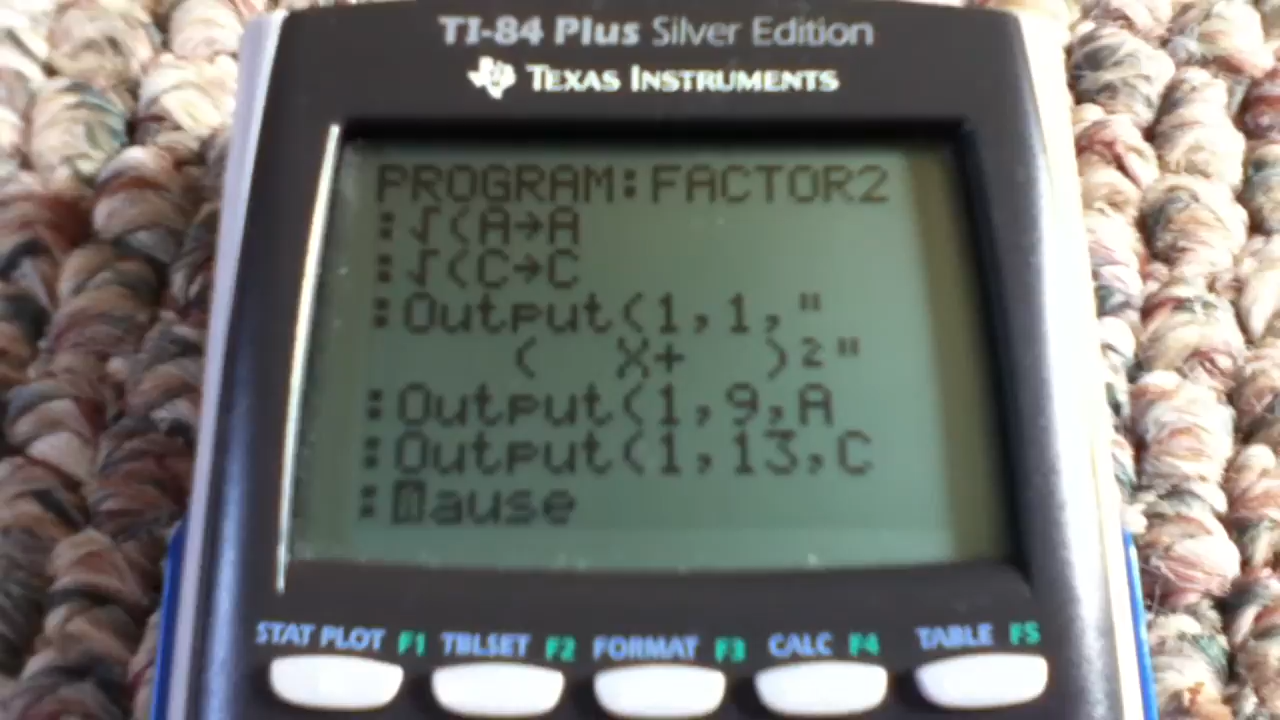 TI-84 Plus Silver Edition
TEXAS INSTRUMENTS
PROGRAM:FACTOR2
:√(A→A
:√(C→C
:Output(1,1,"
( X+ )²"
:Output(1,9,A
:Output(1,13,C
:Pause
STAT PLOT F1 TBLSET F2 FORMAT F3 CALC F4 TABLE F5